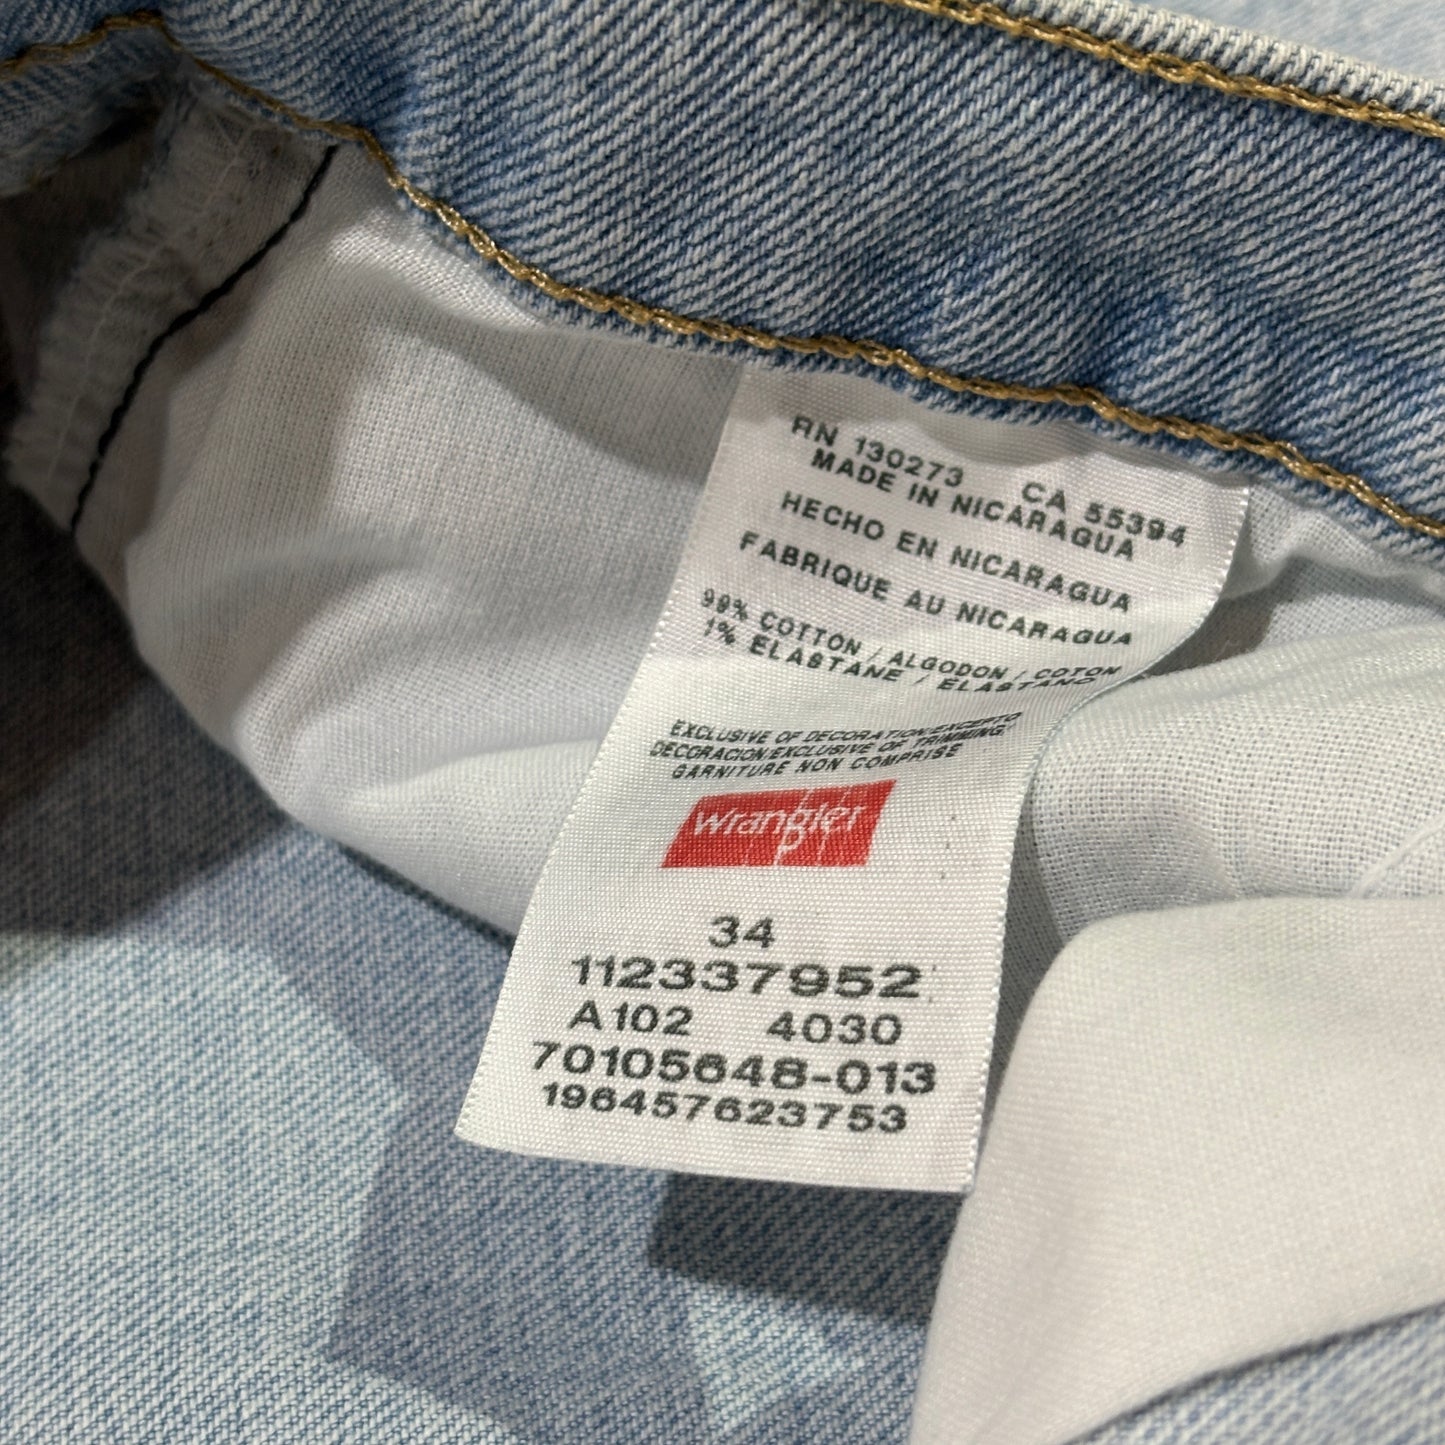 RN 130273 CA 55394
MADE IN NICARAGUA
HECHO EN NICARAGUA
FABRIQUE AU NICARAGUA
99% COTTON / ALGODON / COTON
1% ELASTANE / ELASTANO
EXCLUSIVE OF DECORATION/EXCEPTO
DECORACION/EXCLUSIVE OF TRIMMING/
GARNITURE NON COMPRISE
Wrangler
34
112337952
A102 4030
70105648-013
196457623753